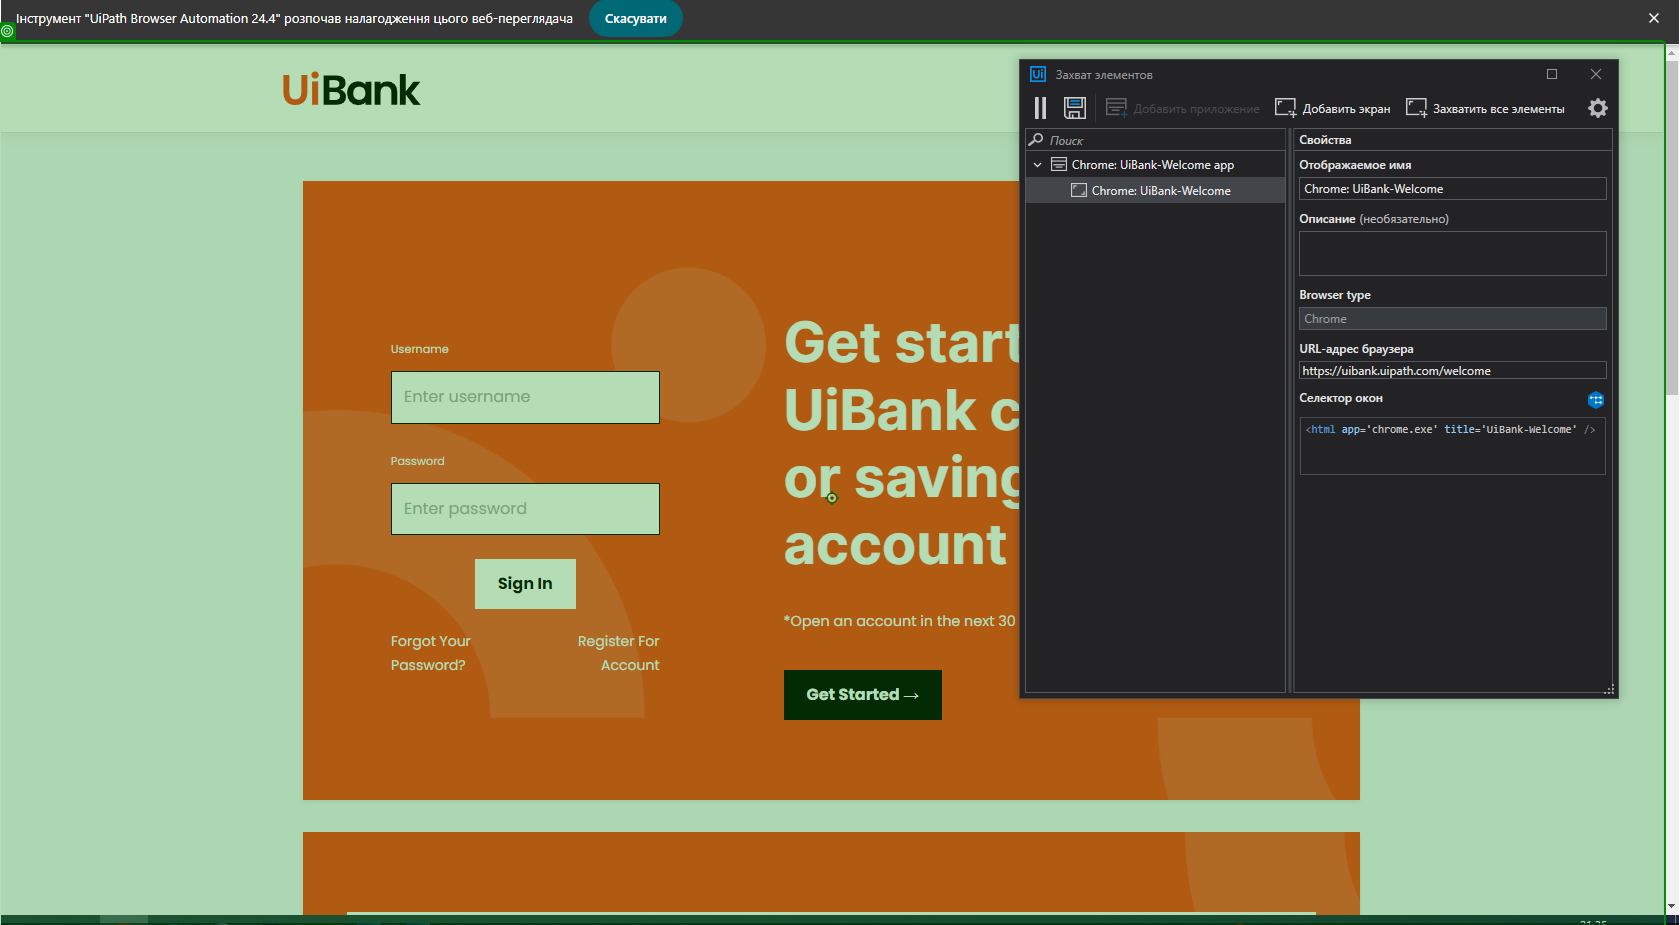 Інструмент "UiPath Browser Automation 24.4" розпочав налагодження цього веб-переглядача
Скасувати
UiBank
Username
Enter username
Password
Enter password
Sign In
Forgot Your
Password?
Register For
Account
Get start
UiBank c
or saving
account
*Open an account in the next 30
Get Started →
Ui Захват элементов
Добавить приложение
Добавить экран
Захватить все элементы
Поиск
Chrome: UiBank-Welcome app
Chrome: UiBank-Welcome
Свойства
Отображаемое имя
Chrome: UiBank-Welcome
Описание (необязательно)
Browser type
Chrome
URL-адрес браузера
https://uibank.uipath.com/welcome
Селектор окон
<html app='chrome.exe' title='UiBank-Welcome' />